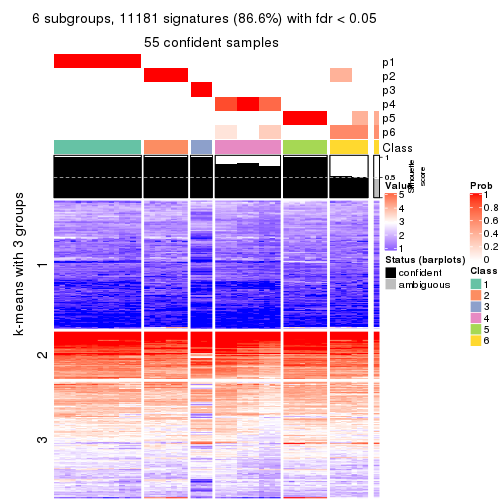 6 subgroups, 11181 signatures (86.6%) with fdr < 0.05
55 confident samples
p1
p2
p3
p4
p5
p6
Class
1
0.5
0
Silhouette
score
k-means with 3 groups
1
2
3
Value
5
4
3
2
1
Status (barplots)
confident
ambiguous
Prob
1
0.8
0.6
0.4
0.2
0
Class
1
2
3
4
5
6